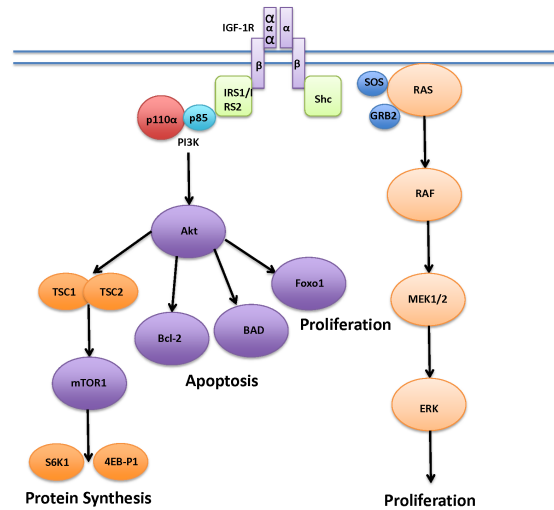 IGF-1R
α
α
α
α
β
β
IRS1/I
RS2
Shc
SOS
RAS
GRB2
p110α
p85
PI3K
RAF
Akt
TSC1
TSC2
Foxo1
MEK1/2
Proliferation
Bcl-2
BAD
Apoptosis
mTOR1
ERK
S6K1
4EB-P1
Protein Synthesis
Proliferation